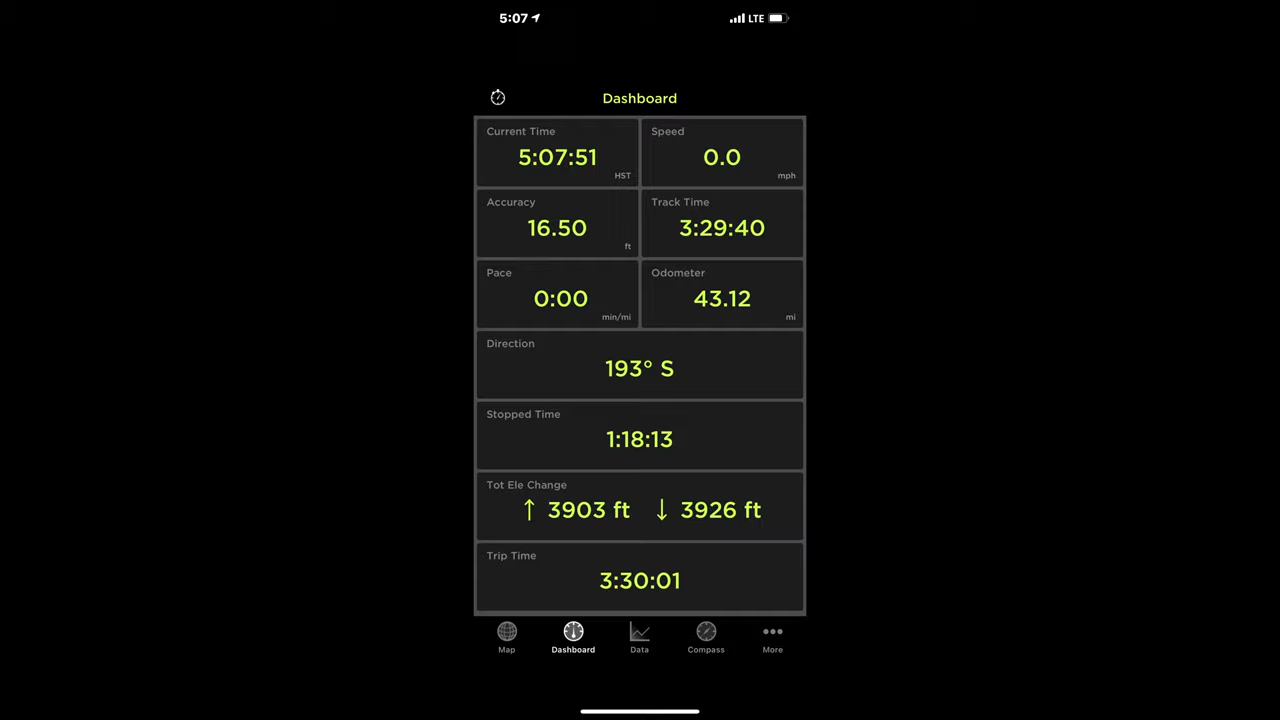 5:07
LTE
Dashboard
Current Time
5:07:51
HST
Speed
0.0
mph
Accuracy
16.50
ft
Track Time
3:29:40
Pace
0:00
min/mi
Odometer
43.12
mi
Direction
193° S
Stopped Time
1:18:13
Tot Ele Change
↑ 3903 ft ↓ 3926 ft
Trip Time
3:30:01
Map
Dashboard
Data
Compass
More